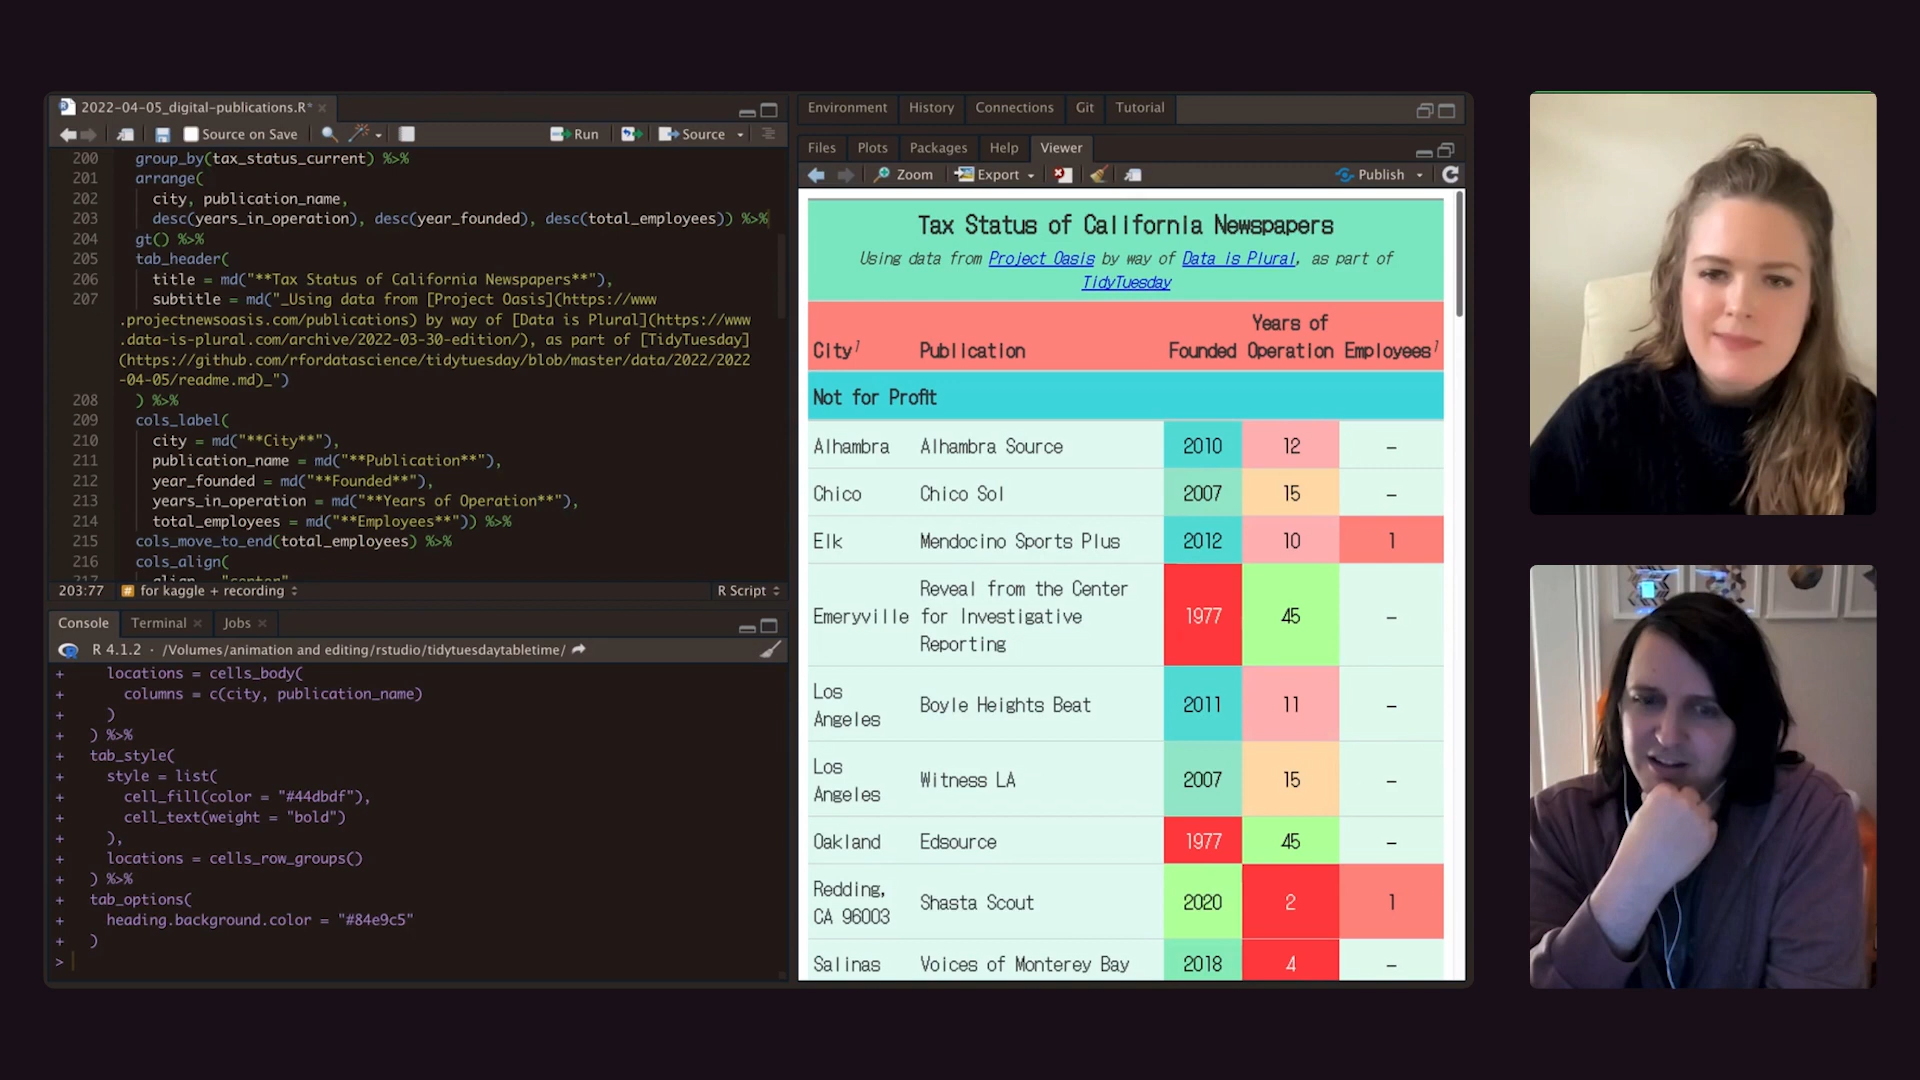 2022-04-05_digital-publications.R*
Source on Save
Run
Source
200 group_by(tax_status_current) %>%
201 arrange(
202 city, publication_name,
203 desc(years_in_operation), desc(year_founded), desc(total_employees)) %>%
204 gt() %>%
205 tab_header(
206 title = md("**Tax Status of California Newspapers**"),
207 subtitle = md("_Using data from [Project Oasis](https://www
.projectnewsoasis.com/publications) by way of [Data is Plural](https://www
.data-is-plural.com/archive/2022-03-30-edition/), as part of [TidyTuesday]
(https://github.com/rfordatascience/tidytuesday/blob/master/data/2022/2022
-04-05/readme.md)_")
208 ) %>%
209 cols_label(
210 city = md("**City**"),
211 publication_name = md("**Publication**"),
212 year_founded = md("**Founded**"),
213 years_in_operation = md("**Years of Operation**"),
214 total_employees = md("**Employees**")) %>%
215 cols_move_to_end(total_employees) %>%
216 cols_align(
217 align = "center"
203:77 # for kaggle + recording R Script
Console Terminal Jobs
R 4.1.2 · /Volumes/animation and editing/rstudio/tidytuesdaytabletime/
+ locations = cells_body(
+ columns = c(city, publication_name)
+ )
+ ) %>%
+ tab_style(
+ style = list(
+ cell_fill(color = "#44dbdf"),
+ cell_text(weight = "bold")
+ ),
+ locations = cells_row_groups()
+ ) %>%
+ tab_options(
+ heading.background.color = "#84e9c5"
+ )
>
Environment History Connections Git Tutorial
Files Plots Packages Help Viewer
Zoom Export Publish
Tax Status of California Newspapers
Using data from Project Oasis by way of Data is Plural, as part of
TidyTuesday
Years of
City1 Publication Founded Operation Employees1
Not for Profit
Alhambra Alhambra Source 2010 12 –
Chico Chico Sol 2007 15 –
Elk Mendocino Sports Plus 2012 10 1
Reveal from the Center
Emeryville for Investigative 1977 45 –
Reporting
Los
Angeles Boyle Heights Beat 2011 11 –
Los
Angeles Witness LA 2007 15 –
Oakland Edsource 1977 45 –
Redding,
CA 96003 Shasta Scout 2020 2 1
Salinas Voices of Monterey Bay 2018 4 –